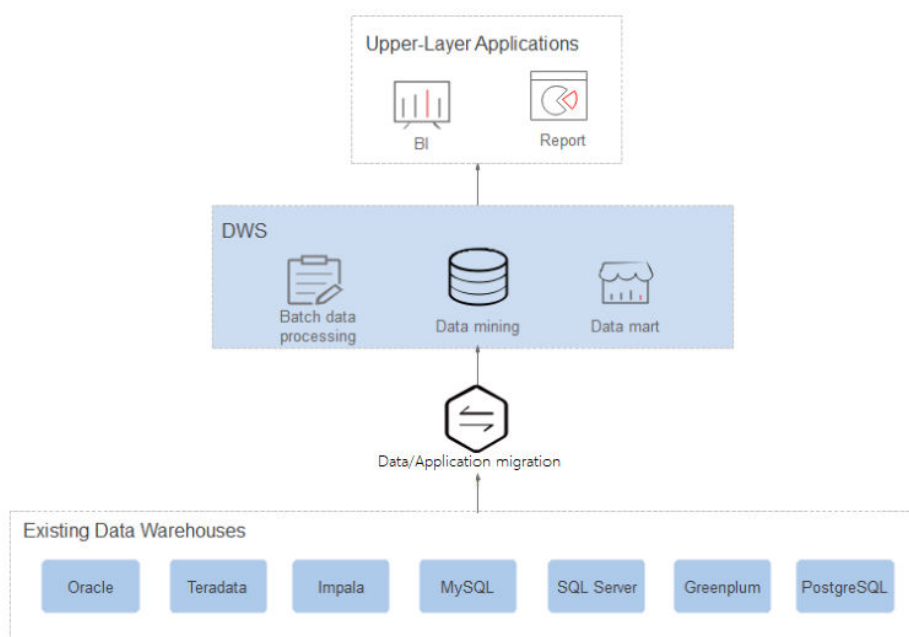 Upper-Layer Applications
BI
Report
DWS
Batch data
processing
Data mining
Data mart
Data/Application migration
Existing Data Warehouses
Oracle
Teradata
Impala
MySQL
SQL Server
Greenplum
PostgreSQL